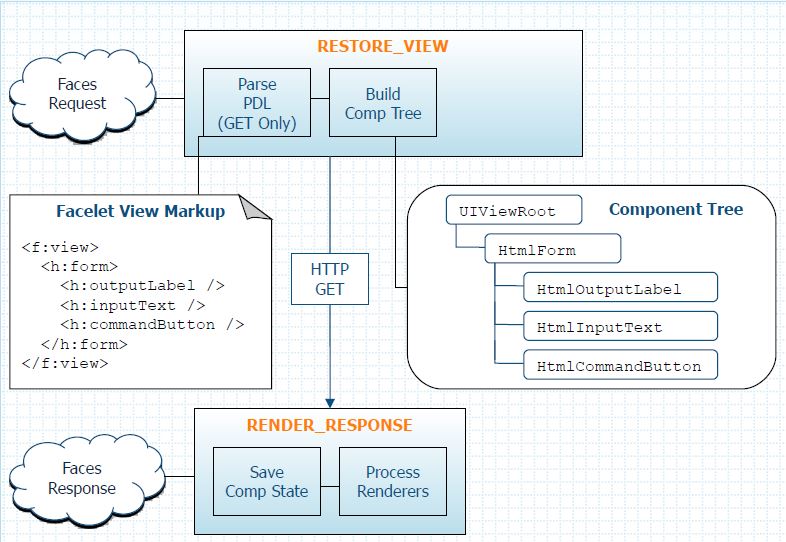 RESTORE_VIEW
Faces
Request
Parse
PDL
(GET Only)
Build
Comp Tree
Facelet View Markup
<f:view>
<h:form>
<h:outputLabel />
<h:inputText />
<h:commandButton />
</h:form>
</f:view>
HTTP
GET
UIViewRoot
Component Tree
HtmlForm
HtmlOutputLabel
HtmlInputText
HtmlCommandButton
RENDER_RESPONSE
Faces
Response
Save
Comp State
Process
Renderers